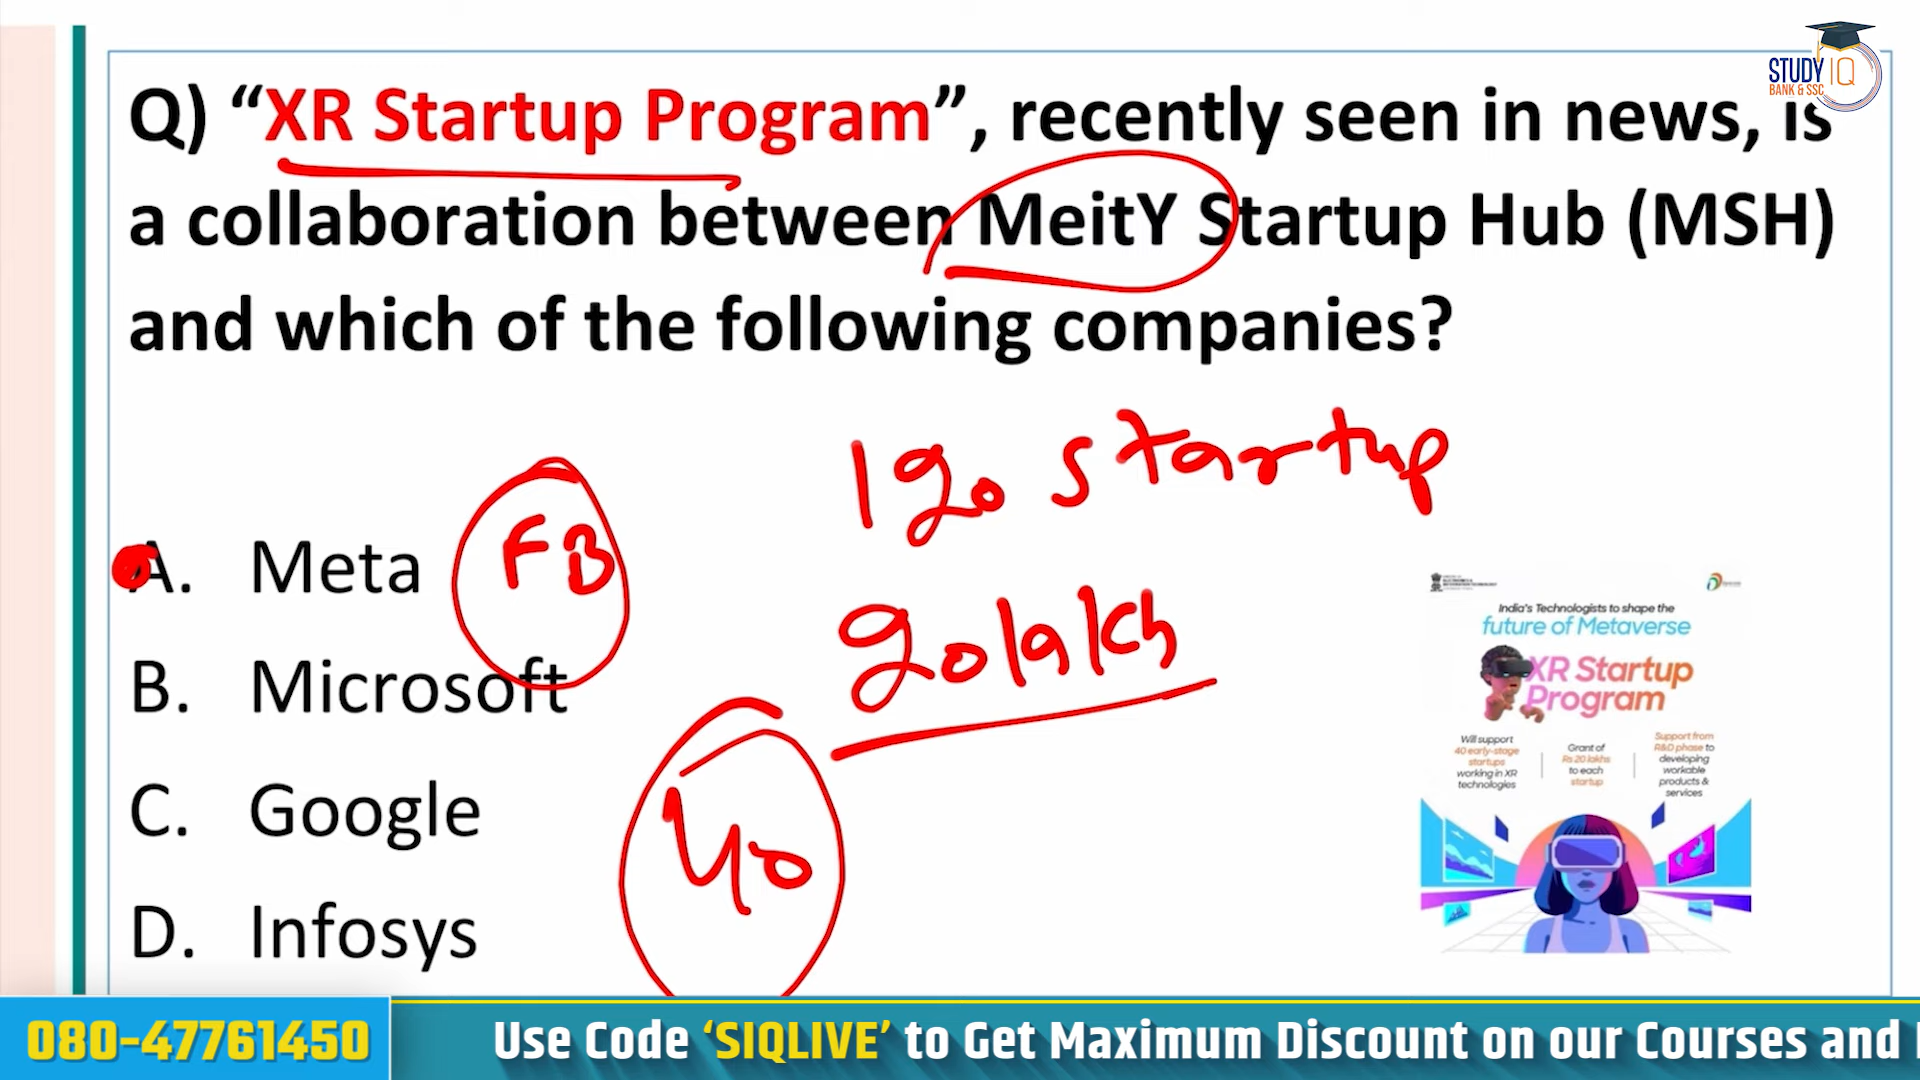 STUDY IQ
BANK & SSC
Q) “XR Startup Program”, recently seen in news, is
a collaboration between MeitY Startup Hub (MSH)
and which of the following companies?
120 startup
A. Meta FB
20 lakh
B. Microsoft
40
C. Google
D. Infosys
India's Technologists to shape the
future of Metaverse
XR Startup
Program
Will support
40 early-stage
startups
working in XR
technologies
Grant of
Rs 20 lakhs
to each
startup
Support from
R&D phase to
developing
workable
products &
services
080-47761450
Use Code ‘SIQLIVE’ to Get Maximum Discount on our Courses and